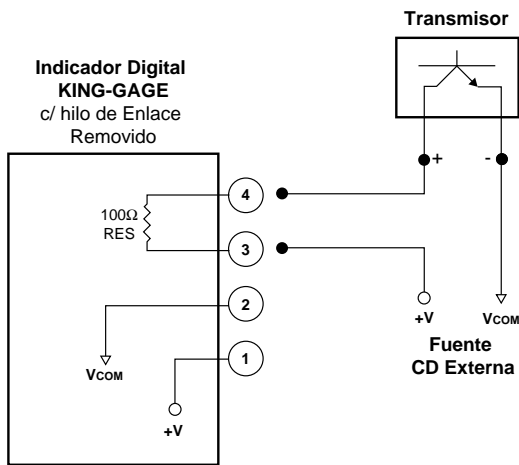 Transmisor
Indicador Digital
KING-GAGE
c/ hilo de Enlace
Removido
+ -
4
100Ω
RES
3
2
VCOM
1
+V
+V VCOM
Fuente
CD Externa